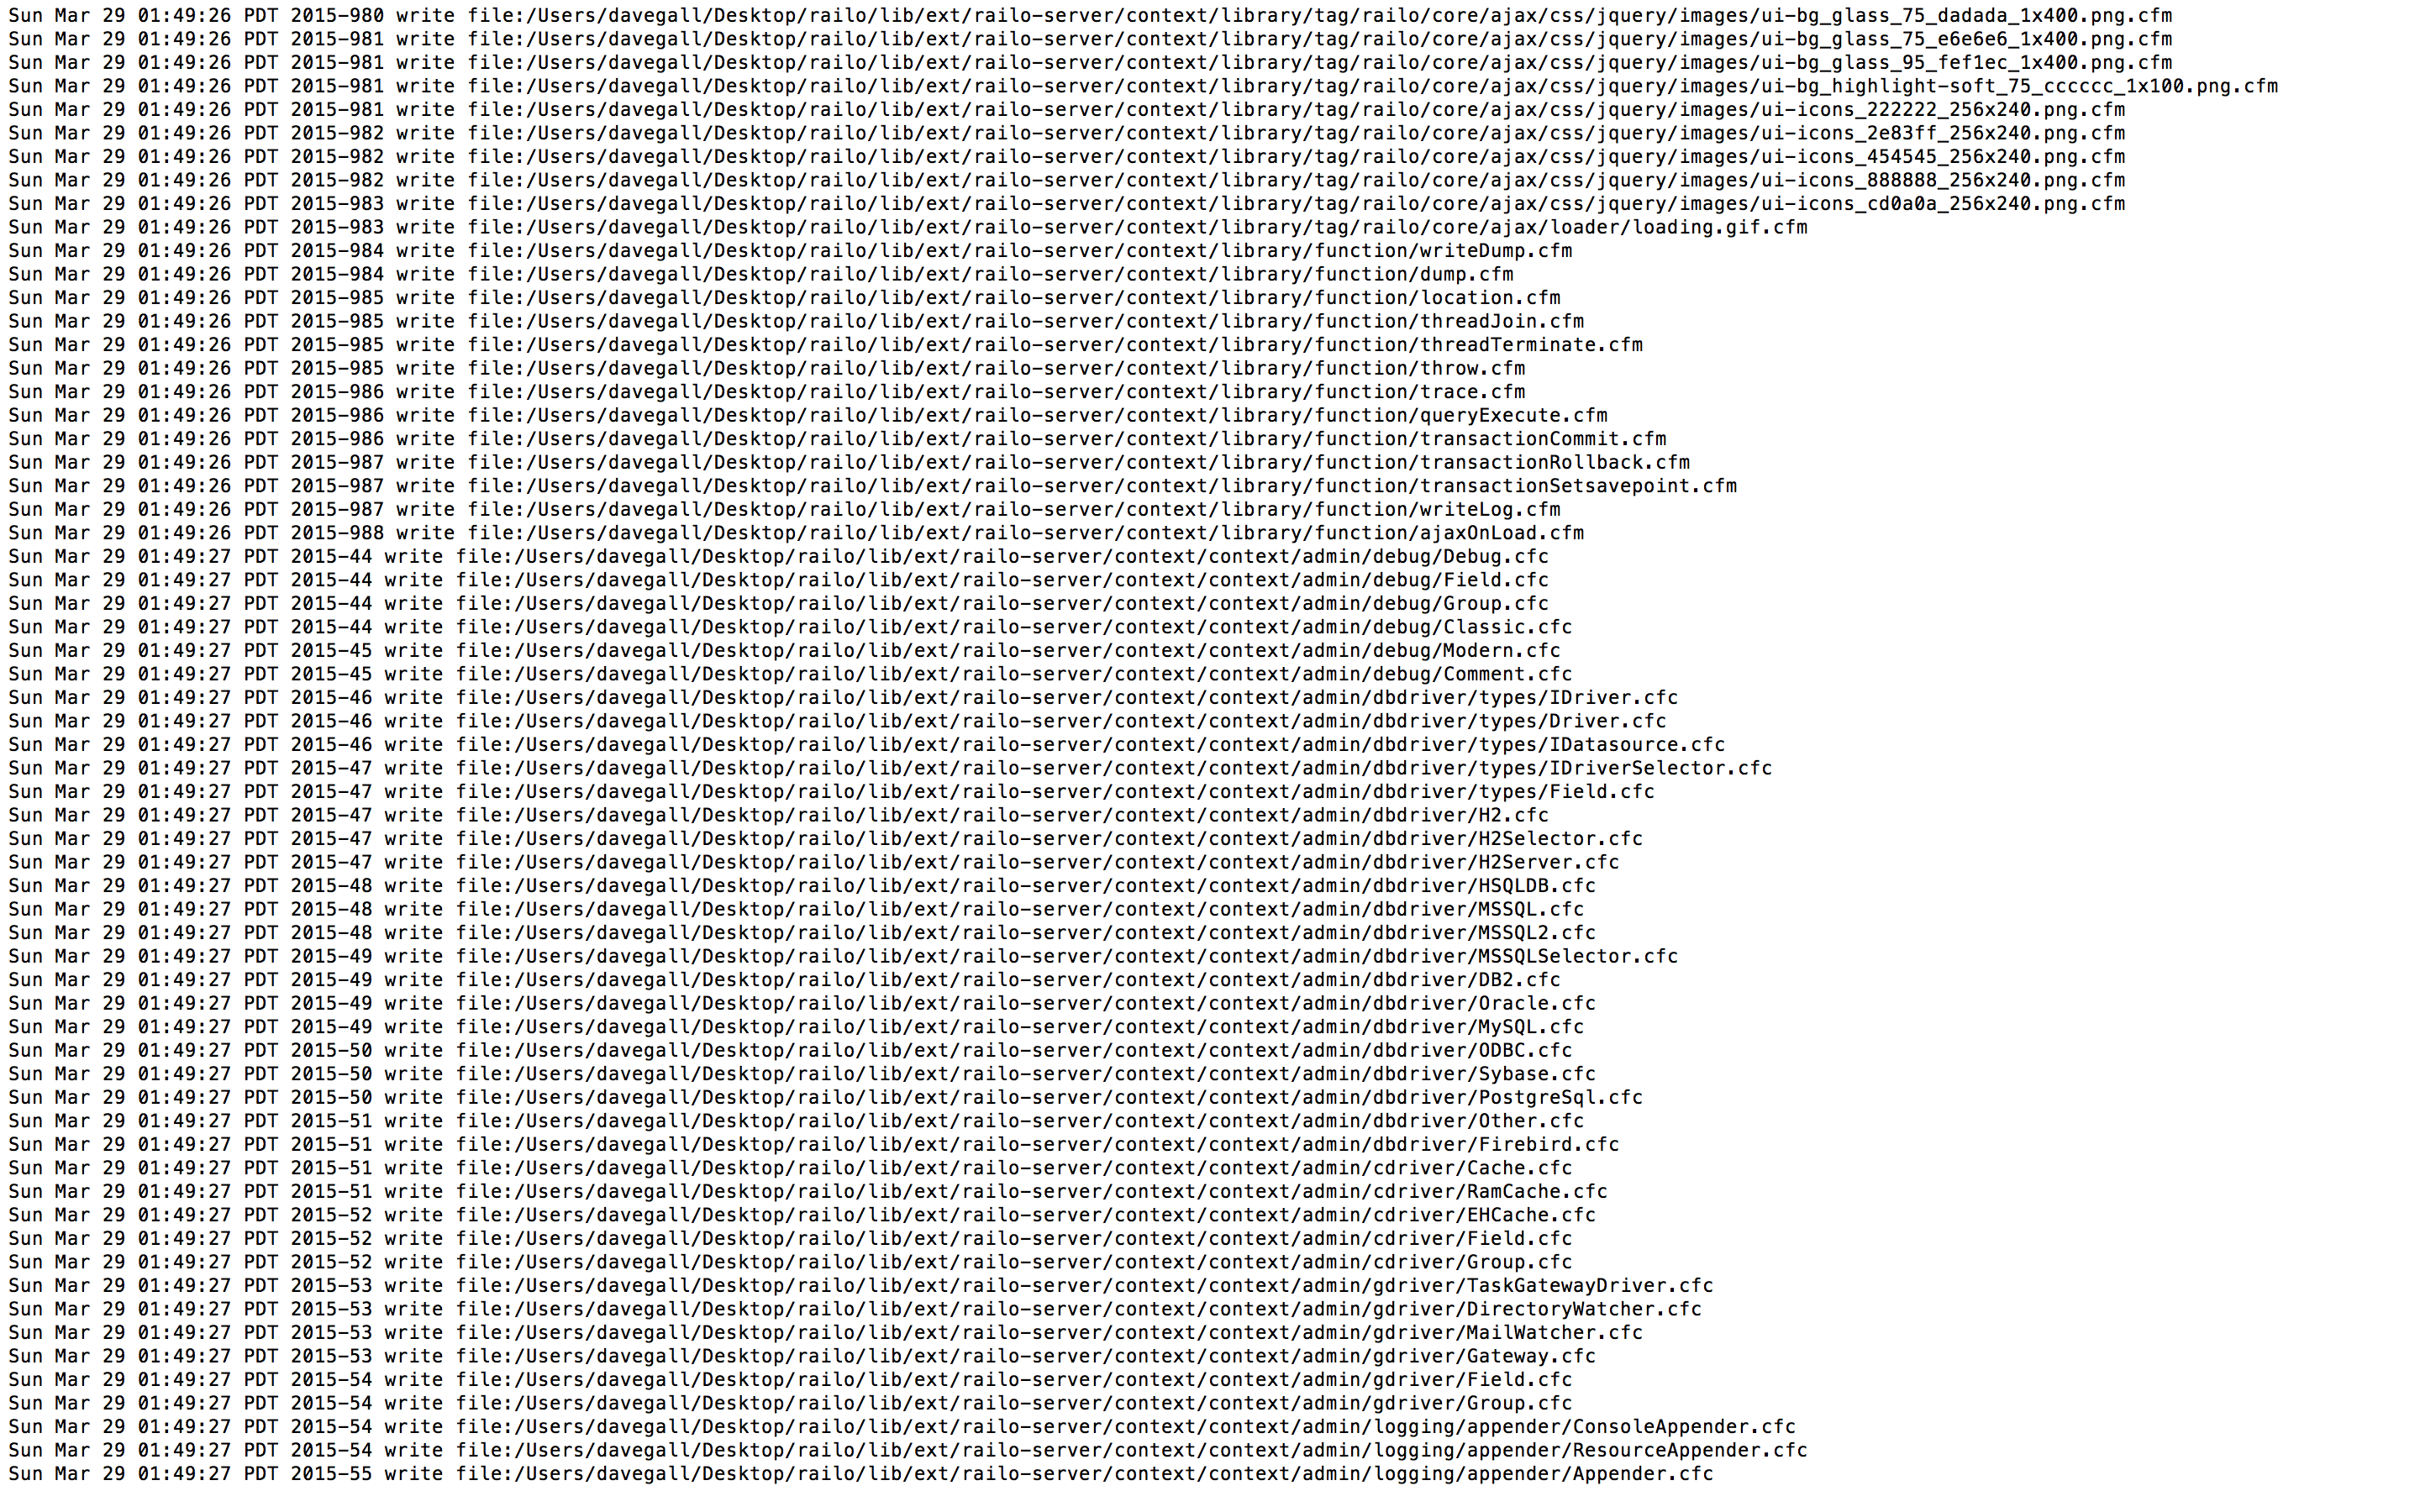 Sun Mar 29 01:49:26 PDT 2015-980 write file:/Users/davegall/Desktop/railo/lib/ext/railo-server/context/library/tag/railo/core/ajax/css/jquery/images/ui-bg_glass_75_dadada_1x400.png.cfm
Sun Mar 29 01:49:26 PDT 2015-981 write file:/Users/davegall/Desktop/railo/lib/ext/railo-server/context/library/tag/railo/core/ajax/css/jquery/images/ui-bg_glass_75_e6e6e6_1x400.png.cfm
Sun Mar 29 01:49:26 PDT 2015-981 write file:/Users/davegall/Desktop/railo/lib/ext/railo-server/context/library/tag/railo/core/ajax/css/jquery/images/ui-bg_glass_95_fef1ec_1x400.png.cfm
Sun Mar 29 01:49:26 PDT 2015-981 write file:/Users/davegall/Desktop/railo/lib/ext/railo-server/context/library/tag/railo/core/ajax/css/jquery/images/ui-bg_highlight-soft_75_cccccc_1x100.png.cfm
Sun Mar 29 01:49:26 PDT 2015-981 write file:/Users/davegall/Desktop/railo/lib/ext/railo-server/context/library/tag/railo/core/ajax/css/jquery/images/ui-icons_222222_256x240.png.cfm
Sun Mar 29 01:49:26 PDT 2015-982 write file:/Users/davegall/Desktop/railo/lib/ext/railo-server/context/library/tag/railo/core/ajax/css/jquery/images/ui-icons_2e83ff_256x240.png.cfm
Sun Mar 29 01:49:26 PDT 2015-982 write file:/Users/davegall/Desktop/railo/lib/ext/railo-server/context/library/tag/railo/core/ajax/css/jquery/images/ui-icons_454545_256x240.png.cfm
Sun Mar 29 01:49:26 PDT 2015-982 write file:/Users/davegall/Desktop/railo/lib/ext/railo-server/context/library/tag/railo/core/ajax/css/jquery/images/ui-icons_888888_256x240.png.cfm
Sun Mar 29 01:49:26 PDT 2015-983 write file:/Users/davegall/Desktop/railo/lib/ext/railo-server/context/library/tag/railo/core/ajax/css/jquery/images/ui-icons_cd0a0a_256x240.png.cfm
Sun Mar 29 01:49:26 PDT 2015-983 write file:/Users/davegall/Desktop/railo/lib/ext/railo-server/context/library/tag/railo/core/ajax/loader/loading.gif.cfm
Sun Mar 29 01:49:26 PDT 2015-984 write file:/Users/davegall/Desktop/railo/lib/ext/railo-server/context/library/function/writeDump.cfm
Sun Mar 29 01:49:26 PDT 2015-984 write file:/Users/davegall/Desktop/railo/lib/ext/railo-server/context/library/function/dump.cfm
Sun Mar 29 01:49:26 PDT 2015-985 write file:/Users/davegall/Desktop/railo/lib/ext/railo-server/context/library/function/location.cfm
Sun Mar 29 01:49:26 PDT 2015-985 write file:/Users/davegall/Desktop/railo/lib/ext/railo-server/context/library/function/threadJoin.cfm
Sun Mar 29 01:49:26 PDT 2015-985 write file:/Users/davegall/Desktop/railo/lib/ext/railo-server/context/library/function/threadTerminate.cfm
Sun Mar 29 01:49:26 PDT 2015-985 write file:/Users/davegall/Desktop/railo/lib/ext/railo-server/context/library/function/throw.cfm
Sun Mar 29 01:49:26 PDT 2015-986 write file:/Users/davegall/Desktop/railo/lib/ext/railo-server/context/library/function/trace.cfm
Sun Mar 29 01:49:26 PDT 2015-986 write file:/Users/davegall/Desktop/railo/lib/ext/railo-server/context/library/function/queryExecute.cfm
Sun Mar 29 01:49:26 PDT 2015-986 write file:/Users/davegall/Desktop/railo/lib/ext/railo-server/context/library/function/transactionCommit.cfm
Sun Mar 29 01:49:26 PDT 2015-987 write file:/Users/davegall/Desktop/railo/lib/ext/railo-server/context/library/function/transactionRollback.cfm
Sun Mar 29 01:49:26 PDT 2015-987 write file:/Users/davegall/Desktop/railo/lib/ext/railo-server/context/library/function/transactionSetsavepoint.cfm
Sun Mar 29 01:49:26 PDT 2015-987 write file:/Users/davegall/Desktop/railo/lib/ext/railo-server/context/library/function/writeLog.cfm
Sun Mar 29 01:49:26 PDT 2015-988 write file:/Users/davegall/Desktop/railo/lib/ext/railo-server/context/library/function/ajaxOnLoad.cfm
Sun Mar 29 01:49:27 PDT 2015-44 write file:/Users/davegall/Desktop/railo/lib/ext/railo-server/context/context/admin/debug/Debug.cfc
Sun Mar 29 01:49:27 PDT 2015-44 write file:/Users/davegall/Desktop/railo/lib/ext/railo-server/context/context/admin/debug/Field.cfc
Sun Mar 29 01:49:27 PDT 2015-44 write file:/Users/davegall/Desktop/railo/lib/ext/railo-server/context/context/admin/debug/Group.cfc
Sun Mar 29 01:49:27 PDT 2015-44 write file:/Users/davegall/Desktop/railo/lib/ext/railo-server/context/context/admin/debug/Classic.cfc
Sun Mar 29 01:49:27 PDT 2015-45 write file:/Users/davegall/Desktop/railo/lib/ext/railo-server/context/context/admin/debug/Modern.cfc
Sun Mar 29 01:49:27 PDT 2015-45 write file:/Users/davegall/Desktop/railo/lib/ext/railo-server/context/context/admin/debug/Comment.cfc
Sun Mar 29 01:49:27 PDT 2015-46 write file:/Users/davegall/Desktop/railo/lib/ext/railo-server/context/context/admin/dbdriver/types/IDriver.cfc
Sun Mar 29 01:49:27 PDT 2015-46 write file:/Users/davegall/Desktop/railo/lib/ext/railo-server/context/context/admin/dbdriver/types/Driver.cfc
Sun Mar 29 01:49:27 PDT 2015-46 write file:/Users/davegall/Desktop/railo/lib/ext/railo-server/context/context/admin/dbdriver/types/IDatasource.cfc
Sun Mar 29 01:49:27 PDT 2015-47 write file:/Users/davegall/Desktop/railo/lib/ext/railo-server/context/context/admin/dbdriver/types/IDriverSelector.cfc
Sun Mar 29 01:49:27 PDT 2015-47 write file:/Users/davegall/Desktop/railo/lib/ext/railo-server/context/context/admin/dbdriver/types/Field.cfc
Sun Mar 29 01:49:27 PDT 2015-47 write file:/Users/davegall/Desktop/railo/lib/ext/railo-server/context/context/admin/dbdriver/H2.cfc
Sun Mar 29 01:49:27 PDT 2015-47 write file:/Users/davegall/Desktop/railo/lib/ext/railo-server/context/context/admin/dbdriver/H2Selector.cfc
Sun Mar 29 01:49:27 PDT 2015-47 write file:/Users/davegall/Desktop/railo/lib/ext/railo-server/context/context/admin/dbdriver/H2Server.cfc
Sun Mar 29 01:49:27 PDT 2015-48 write file:/Users/davegall/Desktop/railo/lib/ext/railo-server/context/context/admin/dbdriver/HSQLDB.cfc
Sun Mar 29 01:49:27 PDT 2015-48 write file:/Users/davegall/Desktop/railo/lib/ext/railo-server/context/context/admin/dbdriver/MSSQL.cfc
Sun Mar 29 01:49:27 PDT 2015-48 write file:/Users/davegall/Desktop/railo/lib/ext/railo-server/context/context/admin/dbdriver/MSSQL2.cfc
Sun Mar 29 01:49:27 PDT 2015-49 write file:/Users/davegall/Desktop/railo/lib/ext/railo-server/context/context/admin/dbdriver/MSSQLSelector.cfc
Sun Mar 29 01:49:27 PDT 2015-49 write file:/Users/davegall/Desktop/railo/lib/ext/railo-server/context/context/admin/dbdriver/DB2.cfc
Sun Mar 29 01:49:27 PDT 2015-49 write file:/Users/davegall/Desktop/railo/lib/ext/railo-server/context/context/admin/dbdriver/Oracle.cfc
Sun Mar 29 01:49:27 PDT 2015-49 write file:/Users/davegall/Desktop/railo/lib/ext/railo-server/context/context/admin/dbdriver/MySQL.cfc
Sun Mar 29 01:49:27 PDT 2015-50 write file:/Users/davegall/Desktop/railo/lib/ext/railo-server/context/context/admin/dbdriver/ODBC.cfc
Sun Mar 29 01:49:27 PDT 2015-50 write file:/Users/davegall/Desktop/railo/lib/ext/railo-server/context/context/admin/dbdriver/Sybase.cfc
Sun Mar 29 01:49:27 PDT 2015-50 write file:/Users/davegall/Desktop/railo/lib/ext/railo-server/context/context/admin/dbdriver/PostgreSql.cfc
Sun Mar 29 01:49:27 PDT 2015-51 write file:/Users/davegall/Desktop/railo/lib/ext/railo-server/context/context/admin/dbdriver/Other.cfc
Sun Mar 29 01:49:27 PDT 2015-51 write file:/Users/davegall/Desktop/railo/lib/ext/railo-server/context/context/admin/dbdriver/Firebird.cfc
Sun Mar 29 01:49:27 PDT 2015-51 write file:/Users/davegall/Desktop/railo/lib/ext/railo-server/context/context/admin/cdriver/Cache.cfc
Sun Mar 29 01:49:27 PDT 2015-51 write file:/Users/davegall/Desktop/railo/lib/ext/railo-server/context/context/admin/cdriver/RamCache.cfc
Sun Mar 29 01:49:27 PDT 2015-52 write file:/Users/davegall/Desktop/railo/lib/ext/railo-server/context/context/admin/cdriver/EHCache.cfc
Sun Mar 29 01:49:27 PDT 2015-52 write file:/Users/davegall/Desktop/railo/lib/ext/railo-server/context/context/admin/cdriver/Field.cfc
Sun Mar 29 01:49:27 PDT 2015-52 write file:/Users/davegall/Desktop/railo/lib/ext/railo-server/context/context/admin/cdriver/Group.cfc
Sun Mar 29 01:49:27 PDT 2015-53 write file:/Users/davegall/Desktop/railo/lib/ext/railo-server/context/context/admin/gdriver/TaskGatewayDriver.cfc
Sun Mar 29 01:49:27 PDT 2015-53 write file:/Users/davegall/Desktop/railo/lib/ext/railo-server/context/context/admin/gdriver/DirectoryWatcher.cfc
Sun Mar 29 01:49:27 PDT 2015-53 write file:/Users/davegall/Desktop/railo/lib/ext/railo-server/context/context/admin/gdriver/MailWatcher.cfc
Sun Mar 29 01:49:27 PDT 2015-53 write file:/Users/davegall/Desktop/railo/lib/ext/railo-server/context/context/admin/gdriver/Gateway.cfc
Sun Mar 29 01:49:27 PDT 2015-54 write file:/Users/davegall/Desktop/railo/lib/ext/railo-server/context/context/admin/gdriver/Field.cfc
Sun Mar 29 01:49:27 PDT 2015-54 write file:/Users/davegall/Desktop/railo/lib/ext/railo-server/context/context/admin/gdriver/Group.cfc
Sun Mar 29 01:49:27 PDT 2015-54 write file:/Users/davegall/Desktop/railo/lib/ext/railo-server/context/context/admin/logging/appender/ConsoleAppender.cfc
Sun Mar 29 01:49:27 PDT 2015-54 write file:/Users/davegall/Desktop/railo/lib/ext/railo-server/context/context/admin/logging/appender/ResourceAppender.cfc
Sun Mar 29 01:49:27 PDT 2015-55 write file:/Users/davegall/Desktop/railo/lib/ext/railo-server/context/context/admin/logging/appender/Appender.cfc